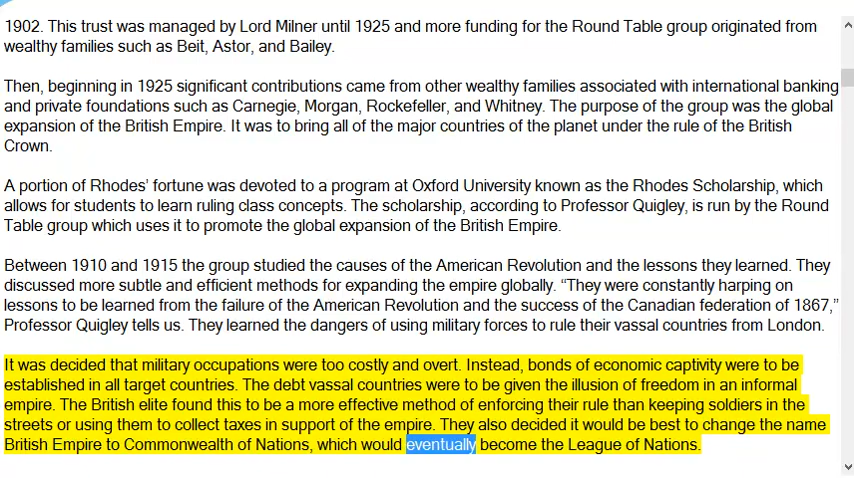 1902. This trust was managed by Lord Milner until 1925 and more funding for the Round Table group originated from
wealthy families such as Beit, Astor, and Bailey.
Then, beginning in 1925 significant contributions came from other wealthy families associated with international banking
and private foundations such as Carnegie, Morgan, Rockefeller, and Whitney. The purpose of the group was the global
expansion of the British Empire. It was to bring all of the major countries of the planet under the rule of the British
Crown.
A portion of Rhodes’ fortune was devoted to a program at Oxford University known as the Rhodes Scholarship, which
allows for students to learn ruling class concepts. The scholarship, according to Professor Quigley, is run by the Round
Table group which uses it to promote the global expansion of the British Empire.
Between 1910 and 1915 the group studied the causes of the American Revolution and the lessons they learned. They
discussed more subtle and efficient methods for expanding the empire globally. “They were constantly harping on
lessons to be learned from the failure of the American Revolution and the success of the Canadian federation of 1867,”
Professor Quigley tells us. They learned the dangers of using military forces to rule their vassal countries from London.
It was decided that military occupations were too costly and overt. Instead, bonds of economic captivity were to be
established in all target countries. The debt vassal countries were to be given the illusion of freedom in an informal
empire. The British elite found this to be a more effective method of enforcing their rule than keeping soldiers in the
streets or using them to collect taxes in support of the empire. They also decided it would be best to change the name
British Empire to Commonwealth of Nations, which would eventually become the League of Nations.